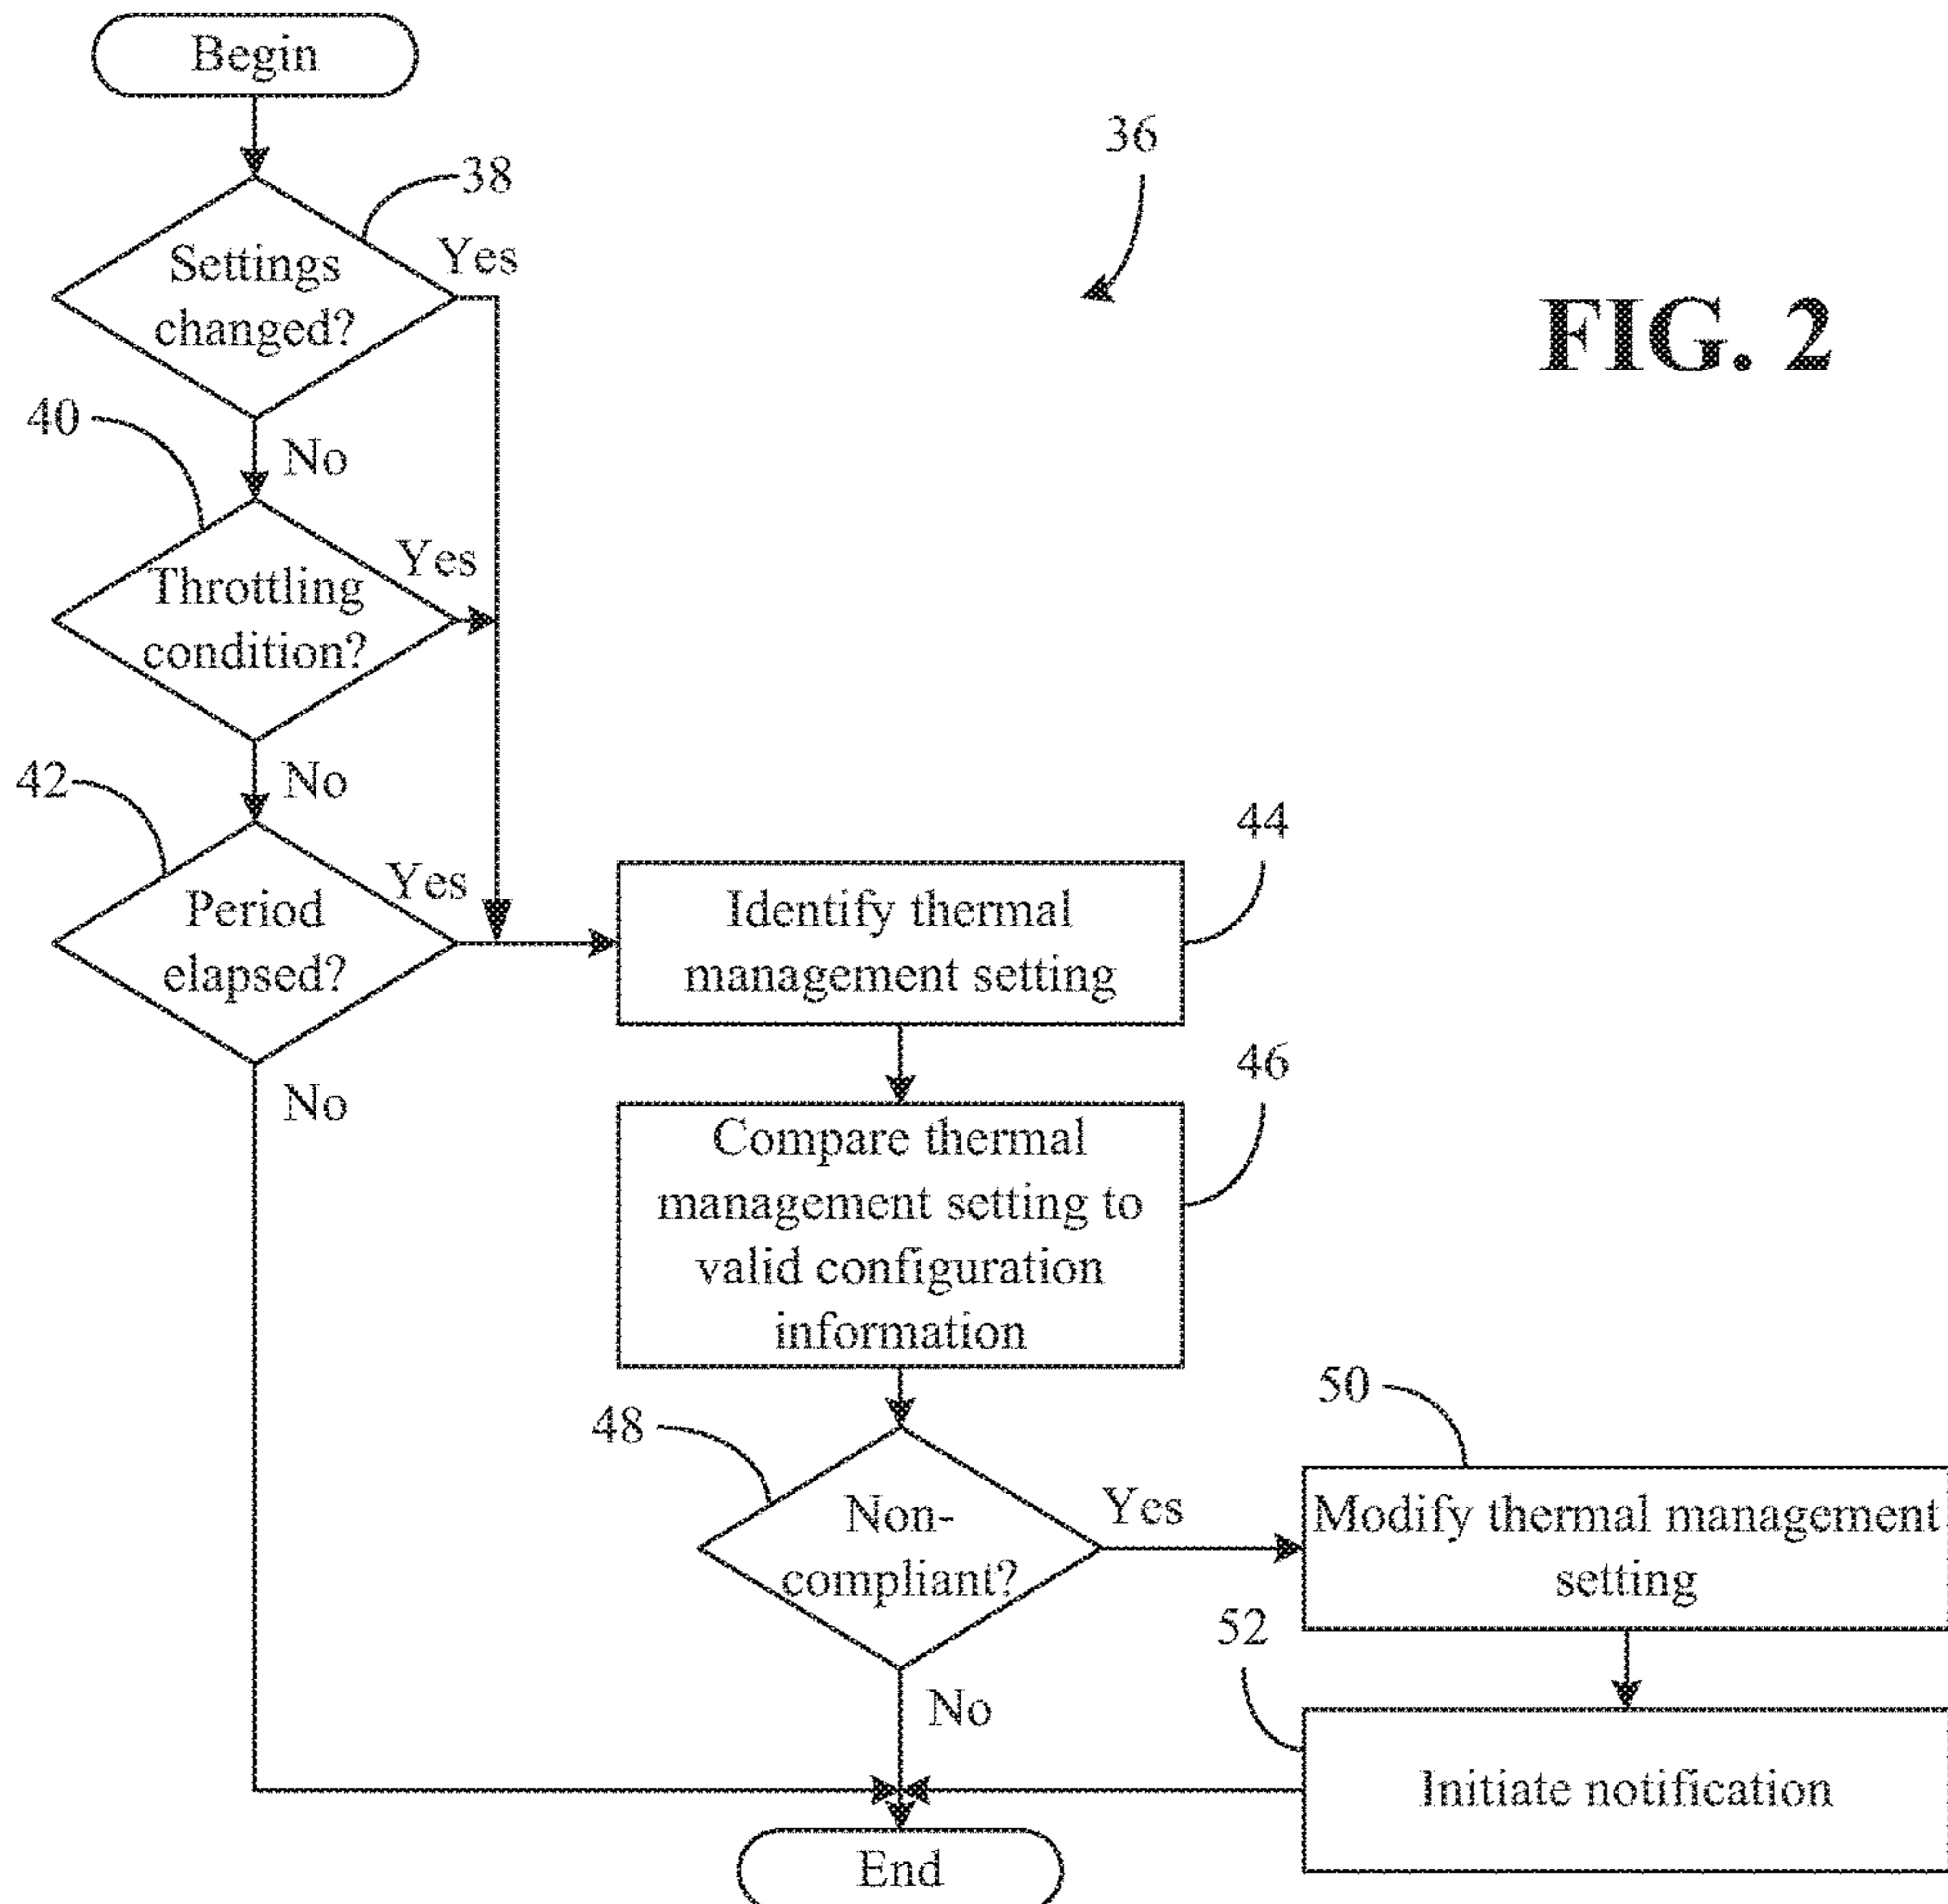 Begin
36
38
Settings
changed?
Yes
FIG. 2
No
40
Throttling
condition?
Yes
No
42
Period
elapsed?
Yes
No
44
Identify thermal
management setting
46
Compare thermal
management setting to
valid configuration
information
48
Non-
compliant?
Yes
No
50
Modify thermal management
setting
52
Initiate notification
End